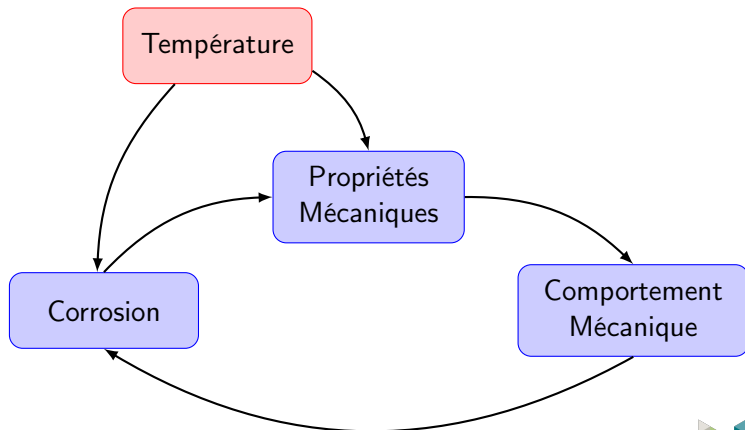 Température
Propriétés
Mécaniques
Corrosion
Comportement
Mécanique